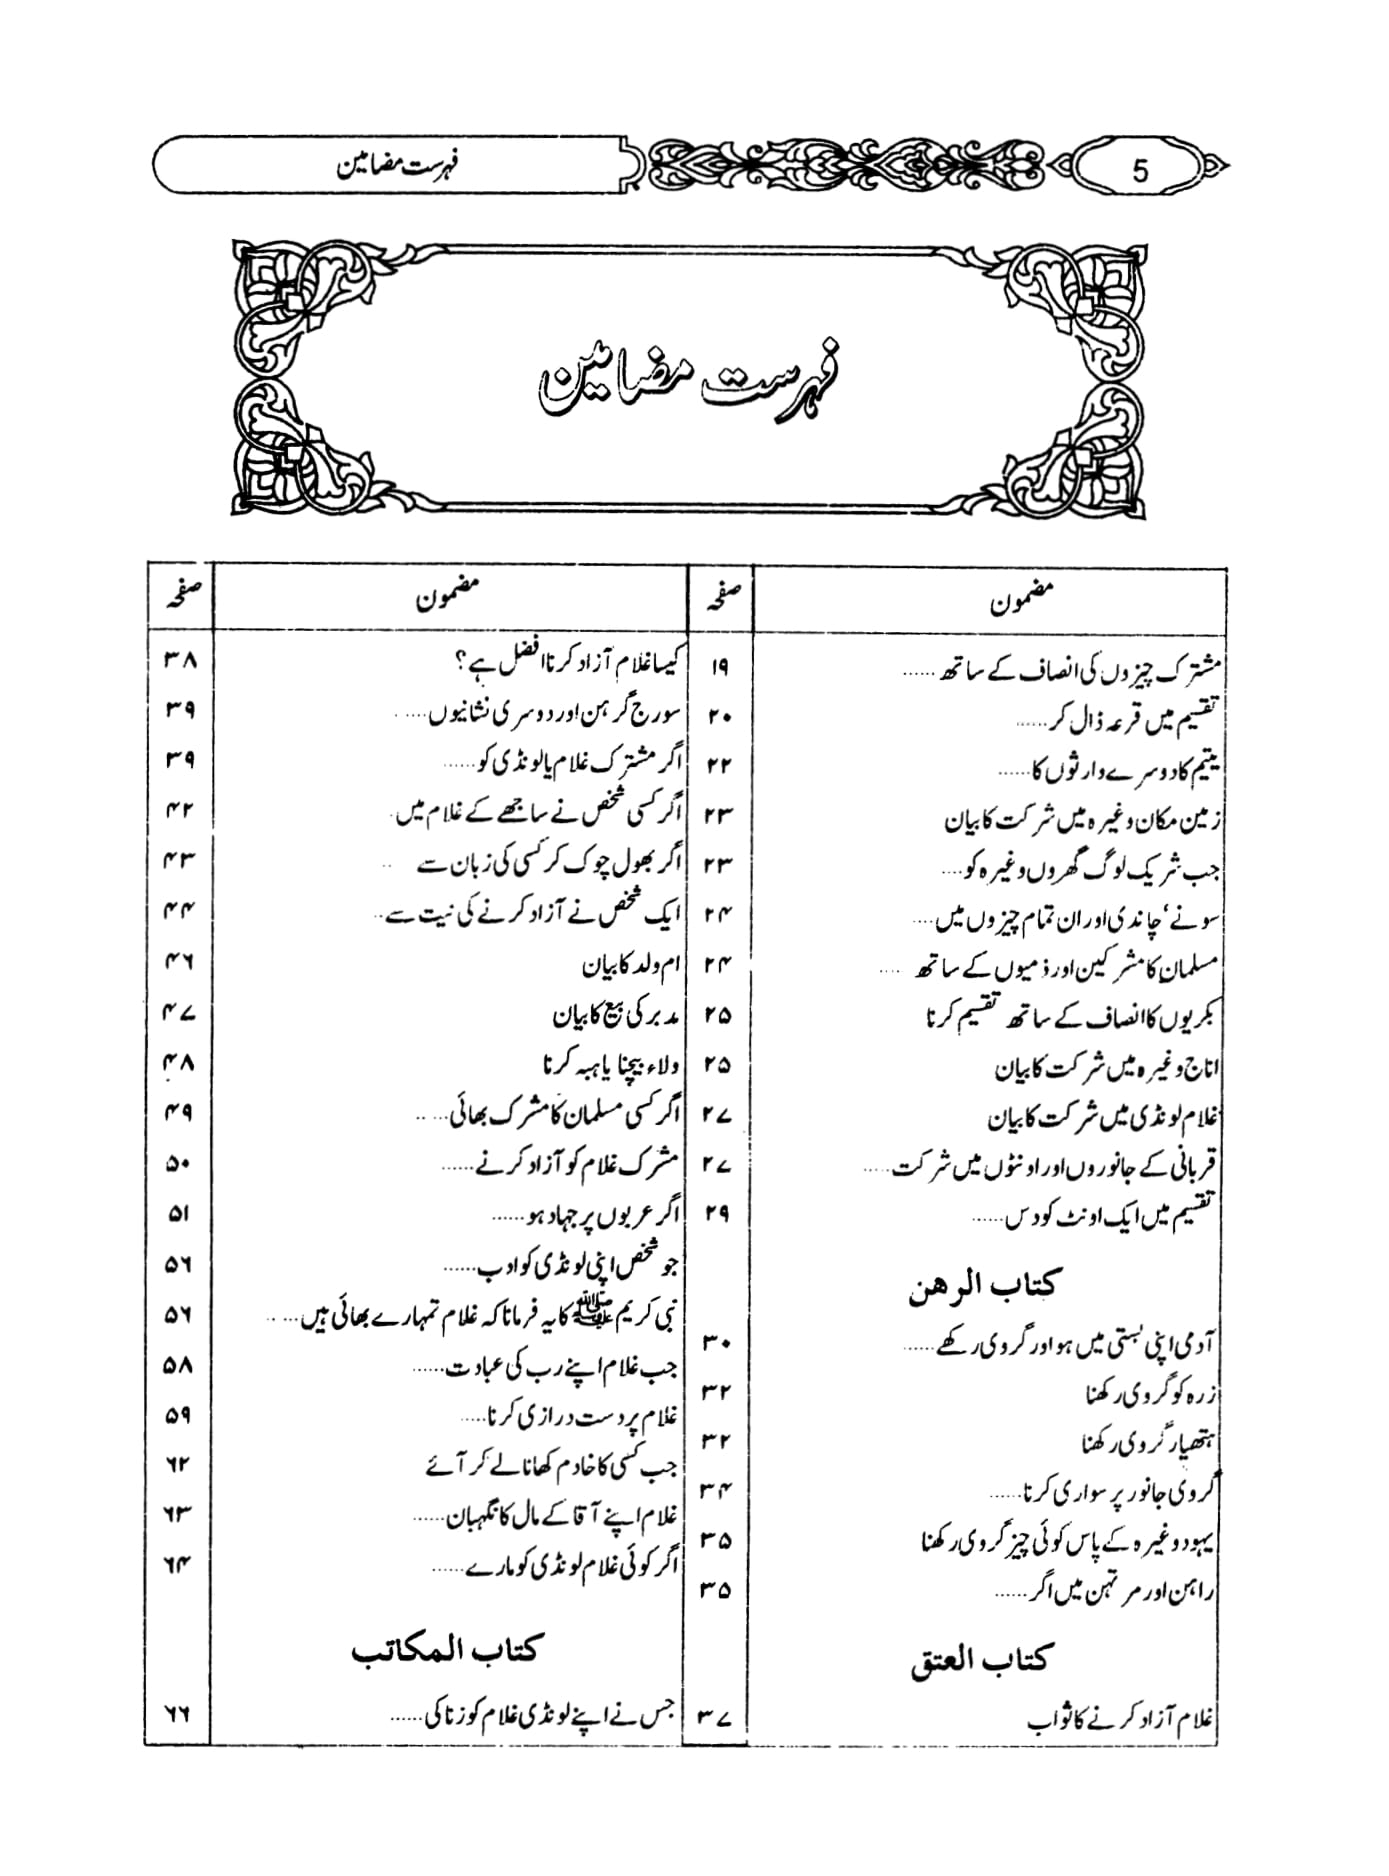 5
فہرست مضامین
فہرست مضامین
مضمون صفحہ
مشترک چیزوں کی انصاف کے ساتھ ...... ۱۹
تقسیم میں قرعہ ڈال کر ...... ۲۰
یتیم کا دوسرے وارثوں کا ...... ۲۲
زمین مکان وغیرہ میں شرکت کا بیان ۲۳
جب شریک لوگ گھروں وغیرہ کو .... ۲۳
سونے، چاندی اور ان تمام چیزوں میں .... ۲۴
مسلمان کا مشرکین اور ذمیوں کے ساتھ .... ۲۴
بکریوں کا انصاف کے ساتھ تقسیم کرنا ۲۵
اناج وغیرہ میں شرکت کا بیان ۲۵
غلام لونڈی میں شرکت کا بیان ۲۷
قربانی کے جانوروں اور اونٹوں میں شرکت ..... ۲۷
تقسیم میں ایک اونٹ کو دس ...... ۲۹
کتاب الرهن
آدمی اپنی بستی میں ہو اور گروی رکھے ...... ۳۰
زرہ کو گروی رکھنا ۳۲
ہتھیار گروی رکھنا ۳۲
گروی جانور پر سواری کرنا ...... ۳۴
یہود وغیرہ کے پاس کوئی چیز گروی رکھنا ۳۵
راہن اور مرتہن میں اگر ...... ۳۵
کتاب العتق
غلام آزاد کرنے کا ثواب ۳۷
مضمون صفحہ
کیسا غلام آزاد کرنا افضل ہے؟ ۳۸
سورج گرہن اور دوسری نشانیوں ..... ۳۹
اگر مشترک غلام یا لونڈی کو ...... ۳۹
اگر کسی شخص نے ساجھے کے غلام میں ۴۲
اگر بھول چوک کر کسی کی زبان سے .. ۴۳
ایک شخص نے آزاد کرنے کی نیت سے .. ۴۴
ام ولد کا بیان ۴۶
مدبر کی بیع کا بیان ۴۷
ولاء بیچنا یا ہبہ کرنا ۴۸
اگر کسی مسلمان کا مشرک بھائی ..... ۴۹
مشرک غلام کو آزاد کرنے ...... ۵۰
اگر عربوں پر جہاد ہو ...... ۵۱
جو شخص اپنی لونڈی کو ادب ...... ۵۶
نبی کریم ﷺ کا یہ فرمانا کہ غلام تمہارے بھائی ہیں ..... ۵۶
جب غلام اپنے رب کی عبادت ...... ۵۸
غلام پر دست درازی کرنا ..... ۵۹
جب کسی کا خادم کھانا لے کر آئے ۶۲
غلام اپنے آقا کے مال کا نگہبان ...... ۶۳
اگر کوئی غلام لونڈی کو مارے ...... ۶۴
کتاب المکاتب
جس نے اپنے لونڈی غلام کو زنا کی ...... ۶۶